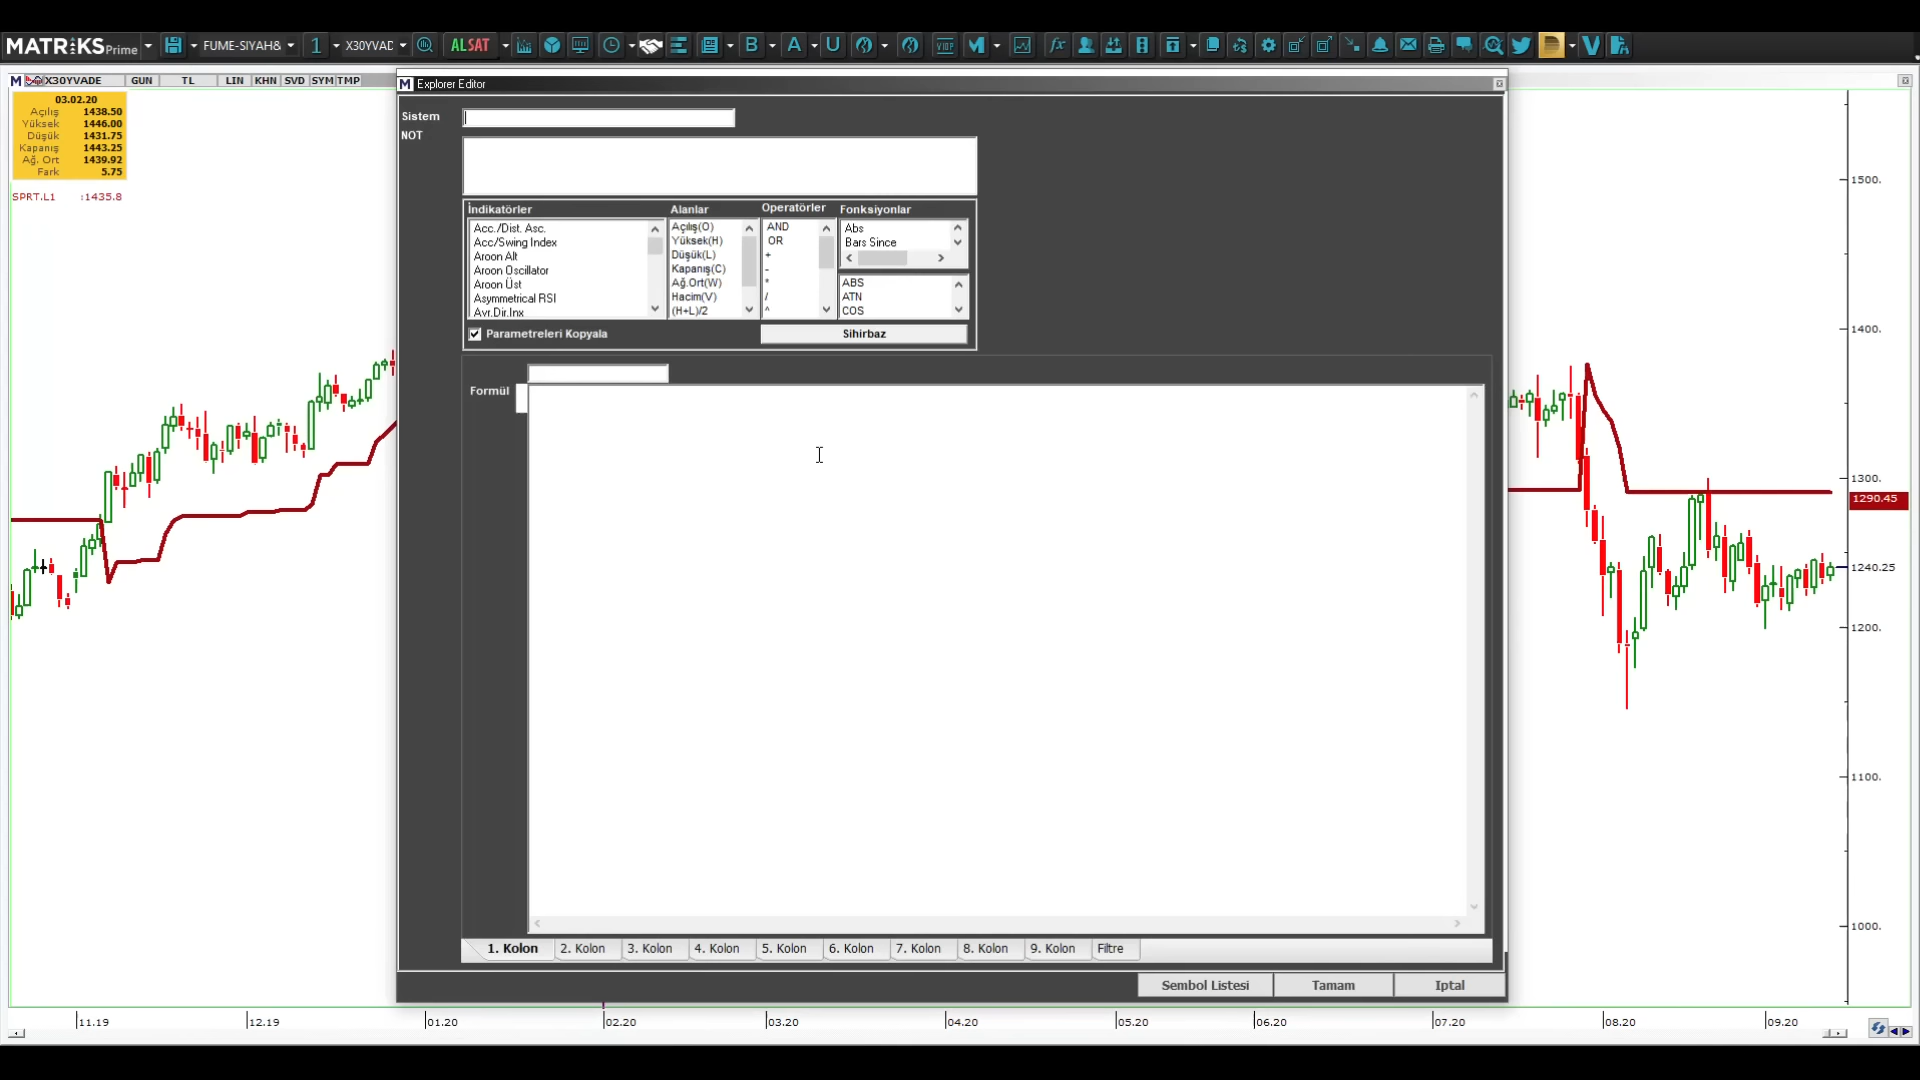 MATRİKS Prime FUME-SIYAH& 1 X30YVAD ALSAT B A U VIOP fx V
M X30YVADE GUN TL LIN KHN SVD SYM TMP
03.02.20
Açılış 1438.50
Yüksek 1446.00
Düşük 1431.75
Kapanış 1443.25
Ağ. Ort 1439.92
Fark 5.75
SPRT.L1 :1435.8
M Explorer Editor
Sistem
NOT
İndikatörler Alanlar Operatörler Fonksiyonlar
Acc./Dist. Asc.
Acc/Swing Index
Aroon Alt
Aroon Oscillator
Aroon Üst
Asymmetrical RSI
Avr.Dir.Inx
Açılış(O)
Yüksek(H)
Düşük(L)
Kapanış(C)
Ağ.Ort(W)
Hacim(V)
(H+L)/2
AND
OR
+
-
*
/
^
Abs
Bars Since
ABS
ATN
COS
Parametreleri Kopyala
Sihirbaz
Formül
1. Kolon 2. Kolon 3. Kolon 4. Kolon 5. Kolon 6. Kolon 7. Kolon 8. Kolon 9. Kolon Filtre
Sembol Listesi Tamam Iptal
1500.
1400.
1300.
1290.45
1240.25
1200.
1100.
1000.
11.19 12.19 01.20 02.20 03.20 04.20 05.20 06.20 07.20 08.20 09.20